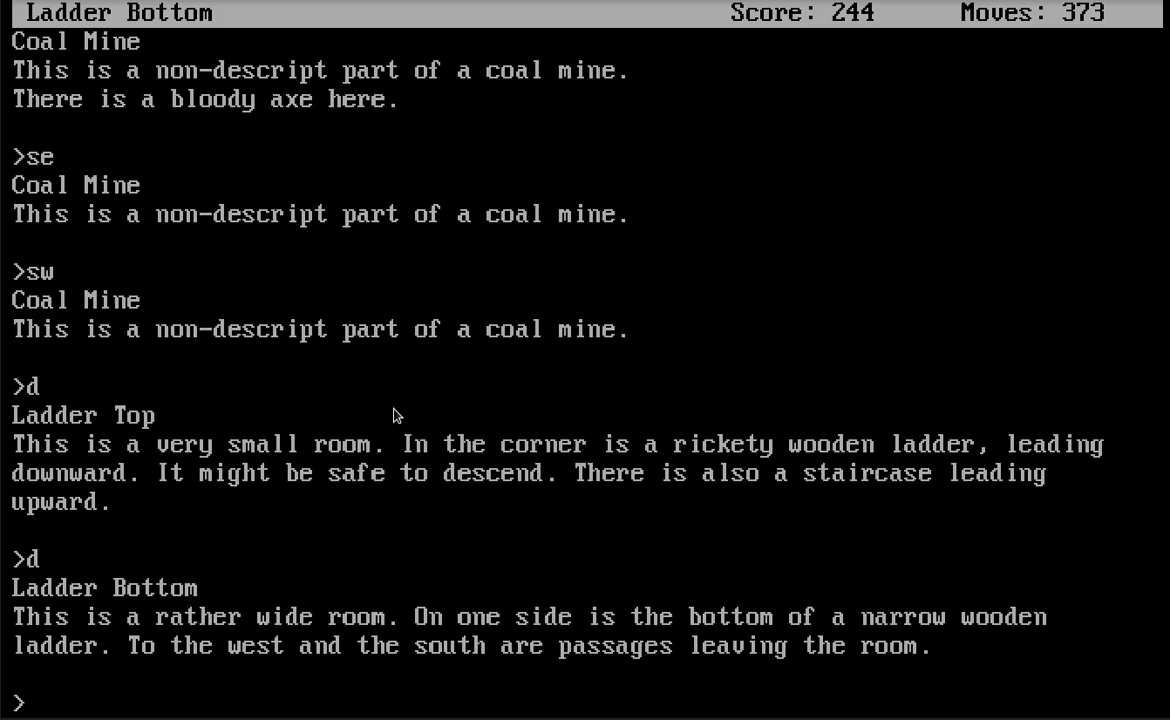 Ladder Bottom Score: 244 Moves: 373
Coal Mine
This is a non-descript part of a coal mine.
There is a bloody axe here.
>se
Coal Mine
This is a non-descript part of a coal mine.
>sw
Coal Mine
This is a non-descript part of a coal mine.
>d
Ladder Top
This is a very small room. In the corner is a rickety wooden ladder, leading
downward. It might be safe to descend. There is also a staircase leading
upward.
>d
Ladder Bottom
This is a rather wide room. On one side is the bottom of a narrow wooden
ladder. To the west and the south are passages leaving the room.
>